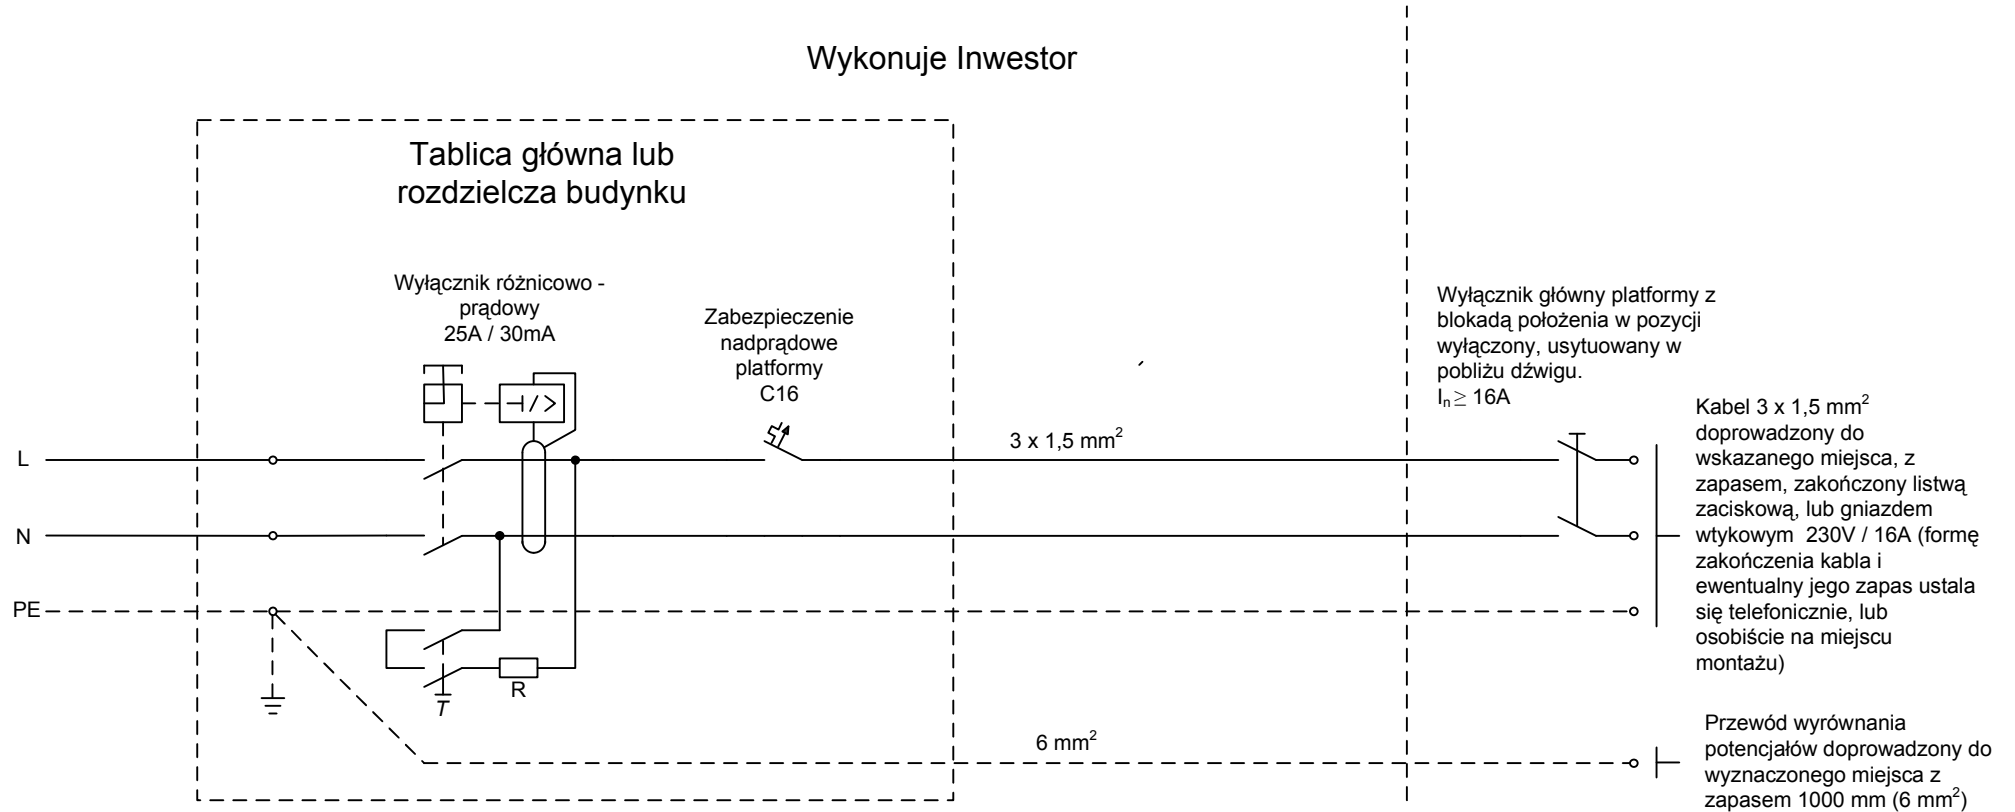 Wykonuje Inwestor
Tablica główna lub
rozdzielcza budynku
Wyłącznik różnicowo -
prądowy
25A / 30mA
Zabezpieczenie
nadprądowe
platformy
C16
Wyłącznik główny platformy z
blokadą położenia w pozycji
wyłączony, usytuowany w
pobliżu dźwigu.
Iₙ ≥ 16A
Kabel 3 x 1,5 mm²
doprowadzony do
wskazanego miejsca, z
zapasem, zakończony listwą
zaciskową, lub gniazdem
wtykowym 230V / 16A (formę
zakończenia kabla i
ewentualny jego zapas ustala
się telefonicznie, lub
osobiście na miejscu
montażu)
L
3 x 1,5 mm²
N
PE
R
T
6 mm²
Przewód wyrównania
potencjałów doprowadzony do
wyznaczonego miejsca z
zapasem 1000 mm (6 mm²)